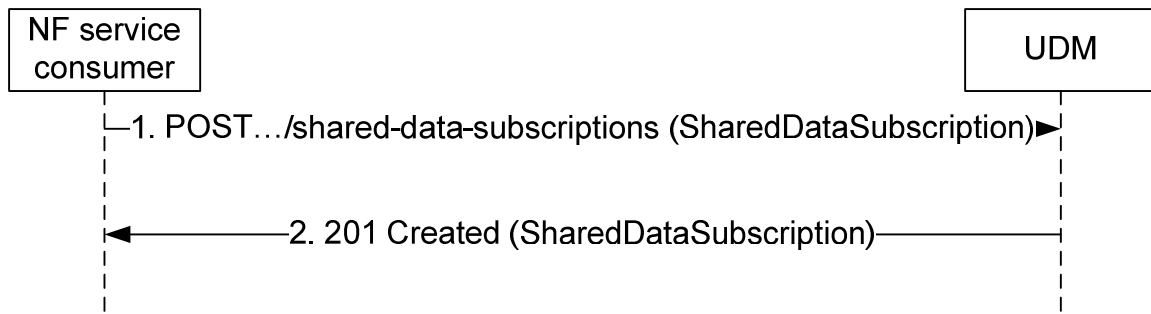 NF service
consumer
UDM
1. POST…/shared-data-subscriptions (SharedDataSubscription)
2. 201 Created (SharedDataSubscription)